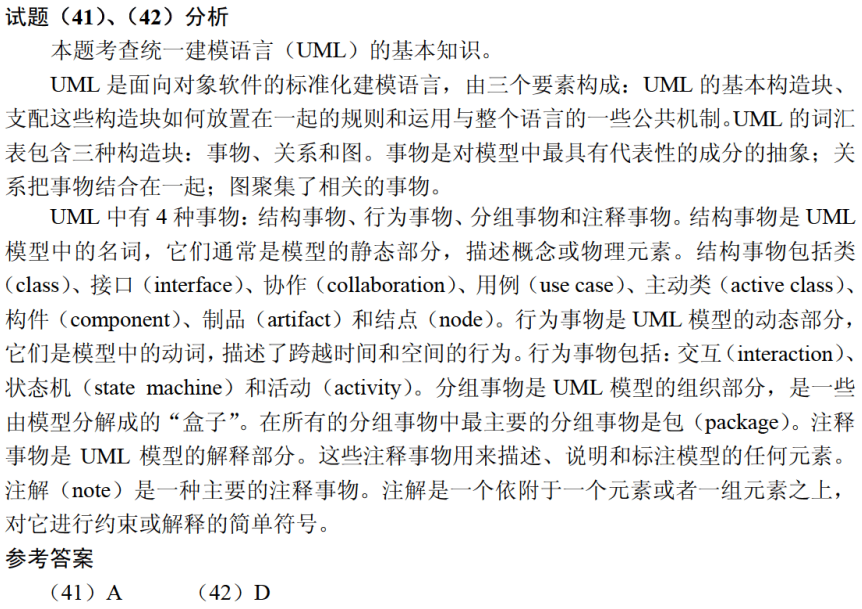 试题（41）、（42）分析
本题考查统一建模语言（UML）的基本知识。
UML 是面向对象软件的标准化建模语言，由三个要素构成：UML 的基本构造块、
支配这些构造块如何放置在一起的规则和运用与整个语言的一些公共机制。UML 的词汇
表包含三种构造块：事物、关系和图。事物是对模型中最具有代表性的成分的抽象；关
系把事物结合在一起；图聚集了相关的事物。
UML 中有 4 种事物：结构事物、行为事物、分组事物和注释事物。结构事物是 UML
模型中的名词，它们通常是模型的静态部分，描述概念或物理元素。结构事物包括类
（class）、接口（interface）、协作（collaboration）、用例（use case）、主动类（active class）、
构件（component）、制品（artifact）和结点（node）。行为事物是 UML 模型的动态部分，
它们是模型中的动词，描述了跨越时间和空间的行为。行为事物包括：交互（interaction）、
状态机（state machine）和活动（activity）。分组事物是 UML 模型的组织部分，是一些
由模型分解成的“盒子”。在所有的分组事物中最主要的分组事物是包（package）。注释
事物是 UML 模型的解释部分。这些注释事物用来描述、说明和标注模型的任何元素。
注解（note）是一种主要的注释事物。注解是一个依附于一个元素或者一组元素之上，
对它进行约束或解释的简单符号。
参考答案
（41）A （42）D